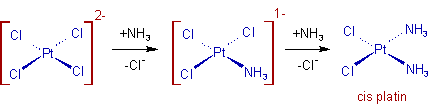 2-
Cl Cl +NH₃ Cl Cl 1- +NH₃ NH₃
Pt Pt Pt
Cl Cl -Cl⁻ Cl NH₃ -Cl⁻ Cl NH₃
cis platin